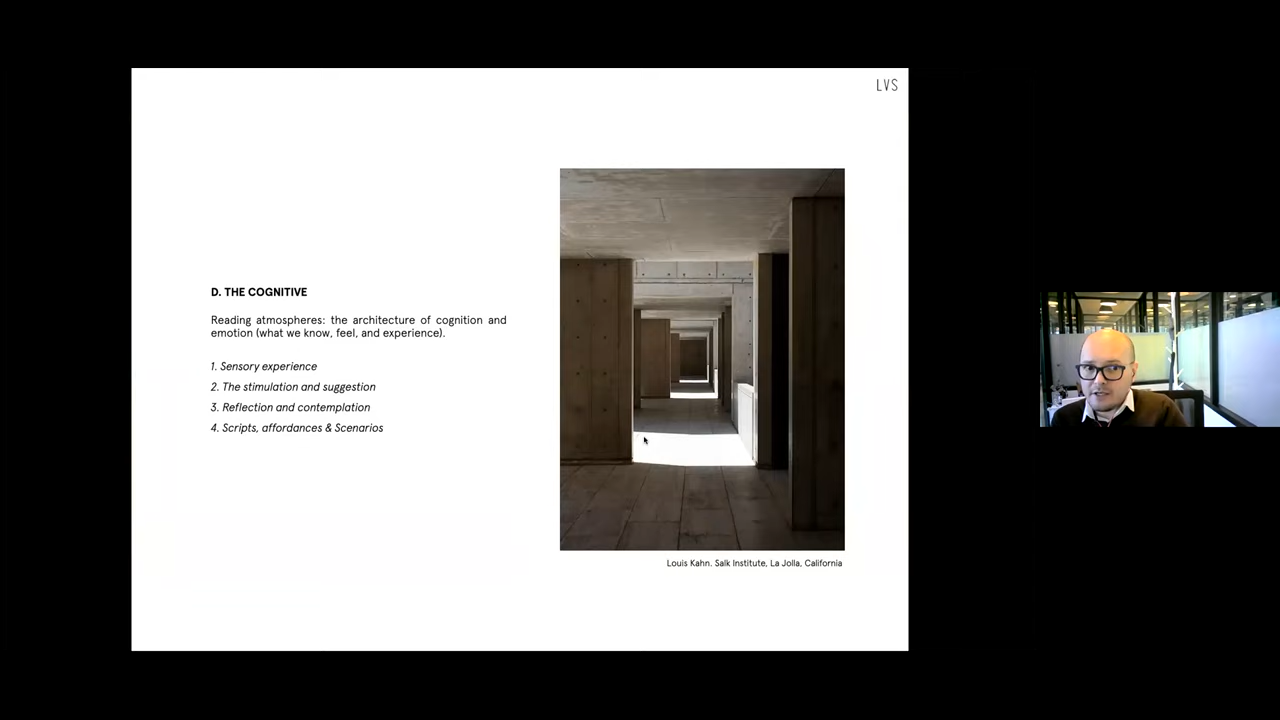 LVS
D. THE COGNITIVE
Reading atmospheres: the architecture of cognition and
emotion (what we know, feel, and experience).
1. Sensory experience
2. The stimulation and suggestion
3. Reflection and contemplation
4. Scripts, affordances & Scenarios
Louis Kahn. Salk Institute, La Jolla, California